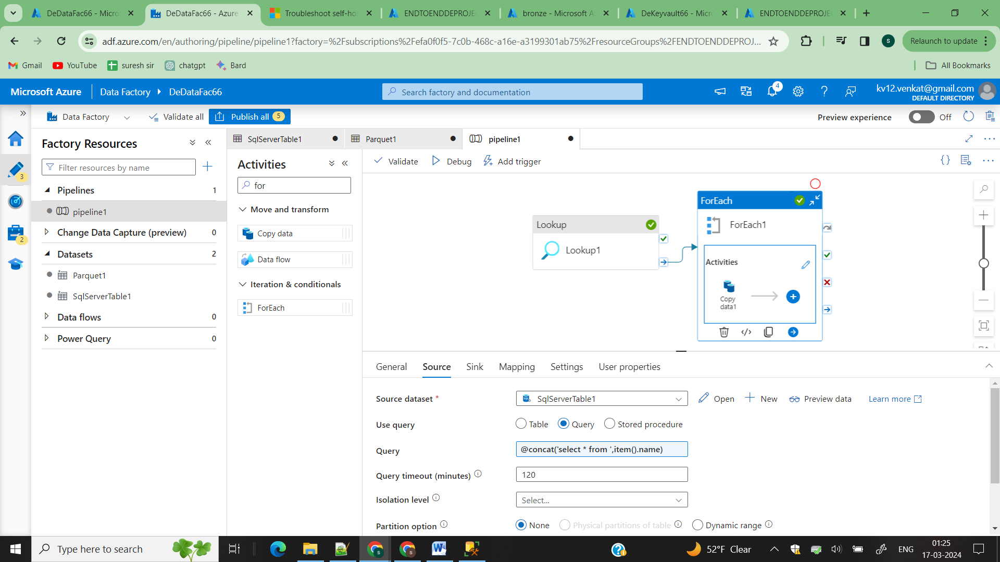 DeDataFac66 - Micro
DeDataFac66 - Azure
Troubleshoot self-hos
ENDTOENDDEPROJE
bronze - Microsoft A
DeKeyvault66 - Micr
ENDTOENDDEPROJE
adf.azure.com/en/authoring/pipeline/pipeline1?factory=%2Fsubscriptions%2Fefa0f0f5-7c0b-468c-a16e-a3199301ab75%2FresourceGroups%2FENDTOENDDEPROJ...
s
Relaunch to update
Gmail
YouTube
suresh sir
chatgpt
Bard
All Bookmarks
Microsoft Azure
Data Factory
DeDataFac66
Search factory and documentation
4
kv12.venkat@gmail.com
DEFAULT DIRECTORY
Data Factory
Validate all
Publish all 5
Preview experience
Off
3
2
Factory Resources
Filter resources by name
Pipelines 1
pipeline1
Change Data Capture (preview) 0
Datasets 2
Parquet1
SqlServerTable1
Data flows 0
Power Query 0
SqlServerTable1
Parquet1
pipeline1
Activities
for
Move and transform
Copy data
Data flow
Iteration & conditionals
ForEach
Validate
Debug
Add trigger
Lookup
Lookup1
ForEach
ForEach1
Activities
Copy
data1
General
Source
Sink
Mapping
Settings
User properties
Source dataset *
SqlServerTable1
Open
New
Preview data
Learn more
Use query
Table
Query
Stored procedure
Query
@concat('select * from ',item().name)
Query timeout (minutes)
120
Isolation level
Select...
Partition option
None
Physical partitions of table
Dynamic range
Type here to search
52°F Clear
ENG
01:25
17-03-2024